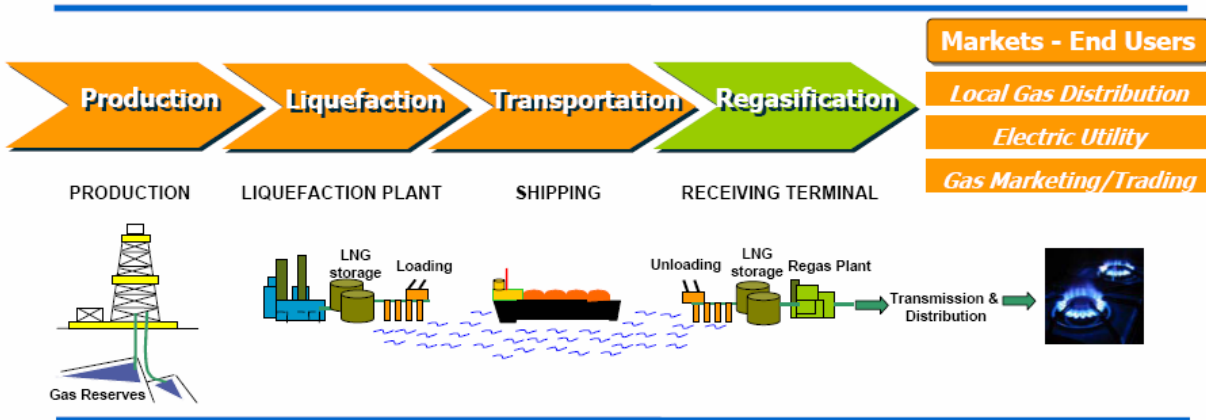 Markets - End Users
Production
Liquefaction
Transportation
Regasification
Local Gas Distribution
Electric Utility
Gas Marketing/Trading
PRODUCTION
LIQUEFACTION PLANT
SHIPPING
RECEIVING TERMINAL
LNG
storage
Loading
Unloading
LNG
storage
Regas Plant
Transmission &
Distribution
Gas Reserves